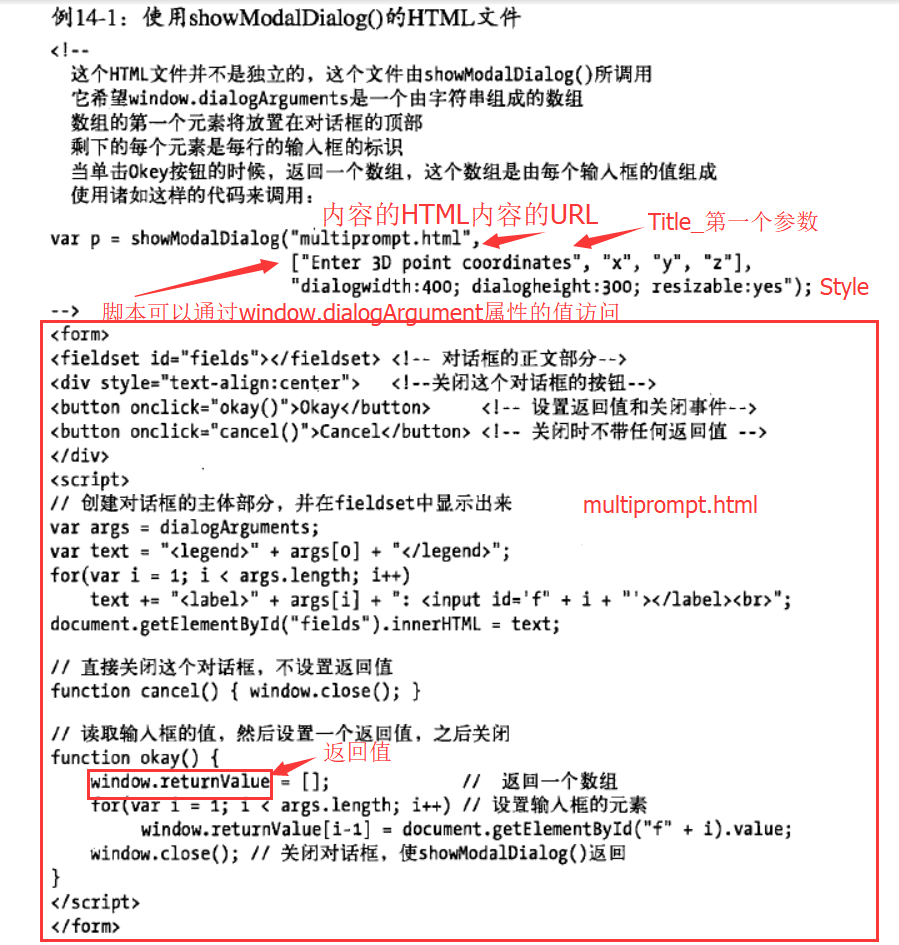 例14-1：使用showModalDialog()的HTML文件
<!--
这个HTML文件并不是独立的，这个文件由showModalDialog()所调用
它希望window.dialogArguments是一个由字符串组成的数组
数组的第一个元素将放置在对话框的顶部
剩下的每个元素是每行的输入框的标识
当单击Okey按钮的时候，返回一个数组，这个数组是由每个输入框的值组成
使用诸如这样的代码来调用：
内容的HTML内容的URL
Title_第一个参数
var p = showModalDialog("multiprompt.html",
["Enter 3D point coordinates", "x", "y", "z"],
"dialogwidth:400; dialogheight:300; resizable:yes"); Style
--> 脚本可以通过window.dialogArgument属性的值访问
<form>
<fieldset id="fields"></fieldset> <!-- 对话框的正文部分-->
<div style="text-align:center"> <!--关闭这个对话框的按钮-->
<button onclick="okay()">Okay</button> <!-- 设置返回值和关闭事件-->
<button onclick="cancel()">Cancel</button> <!-- 关闭时不带任何返回值 -->
</div>
<script>
// 创建对话框的主体部分，并在fieldset中显示出来
multiprompt.html
var args = dialogArguments;
var text = "<legend>" + args[0] + "</legend>";
for(var i = 1; i < args.length; i++)
text += "<label>" + args[i] + ": <input id='f" + i + "'></label><br>";
document.getElementById("fields").innerHTML = text;
// 直接关闭这个对话框，不设置返回值
function cancel() { window.close(); }
// 读取输入框的值，然后设置一个返回值，之后关闭
function okay() {
返回值
window.returnValue = []; // 返回一个数组
for(var i = 1; i < args.length; i++) // 设置输入框的元素
window.returnValue[i-1] = document.getElementById("f" + i).value;
window.close(); // 关闭对话框，使showModalDialog()返回
}
</script>
</form>